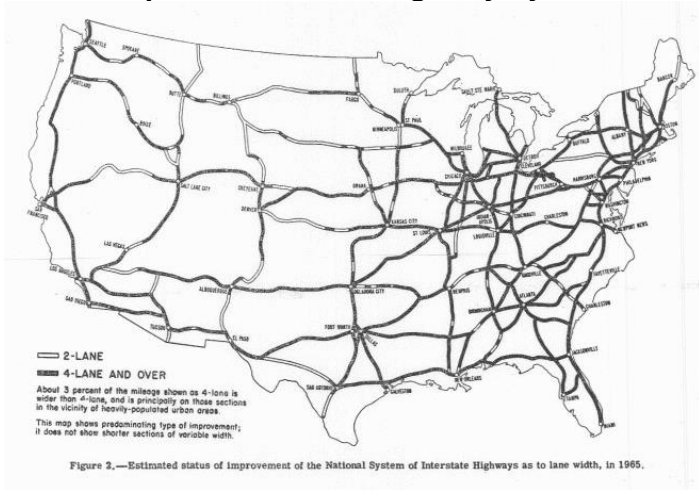 SEATTLE
SPOKANE
PORTLAND
BUTTE
BILLINGS
FARGO
DULUTH
SAULT STE. MARIE
BANGOR
BOISE
MINNEAPOLIS
ST PAUL
MILWAUKEE
DETROIT
CLEVELAND
BUFFALO
ALBANY
BOSTON
NEW YORK
CHICAGO
PITTSBURGH
HARRISBURG
PHILADELPHIA
WASHINGTON
RICHMOND
NEWPORT NEWS
SALT LAKE CITY
CHEYENNE
OMAHA
DENVER
KANSAS CITY
ST LOUIS
INDIAN-
APOLIS
CINCINNATI
CHARLESTON
LOUISVILLE
SAN
FRANCISCO
LAS VEGAS
LOS ANGELES
SAN DIEGO
ALBUQUERQUE
OKLAHOMA CITY
MEMPHIS
KNOXVILLE
FAYETTEVILLE
BIRMINGHAM
ATLANTA
CHARLESTON
TUCSON
EL PASO
FORT WORTH
DALLAS
SAN ANTONIO
GALVESTON
NEW ORLEANS
JACKSONVILLE
TAMPA
MIAMI
2-LANE
4-LANE AND OVER
About 3 percent of the mileage shown as 4-lane is
wider than 4-lane, and is principally on those sections
in the vicinity of heavily-populated urban areas.
This map shows predominating type of improvement;
it does not show shorter sections of variable width.
Figure 2.—Estimated status of improvement of the National System of Interstate Highways as to lane width, in 1965.